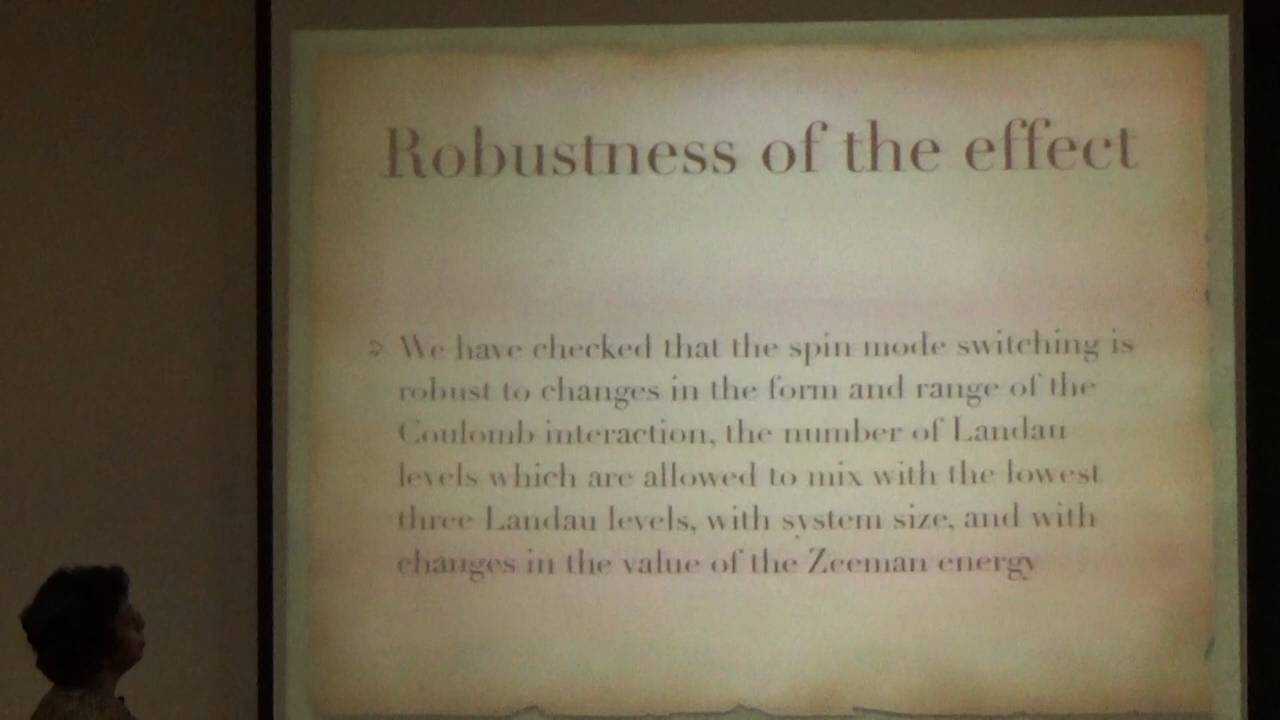 Robustness of the effect
We have checked that the spin mode switching is
robust to changes in the form and range of the
Coulomb interaction, the number of Landau
levels which are allowed to mix with the lowest
three Landau levels, with system size, and with
changes in the value of the Zeeman energy